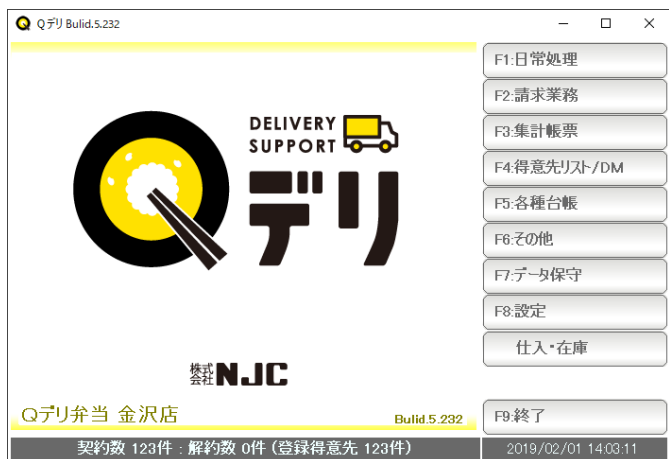 Qデリ Bulid.5.232
F1:日常処理
F2:請求業務
F3:集計帳票
F4:得意先リスト/DM
F5:各種台帳
F6:その他
F7:データ保守
F8:設定
仕入・在庫
F9:終了
DELIVERY
SUPPORT
Qデリ
株式会社NJC
Qデリ弁当 金沢店
Bulid.5.232
契約数 123件 : 解約数 0件 (登録得意先 123件)
2019/02/01 14:03:11